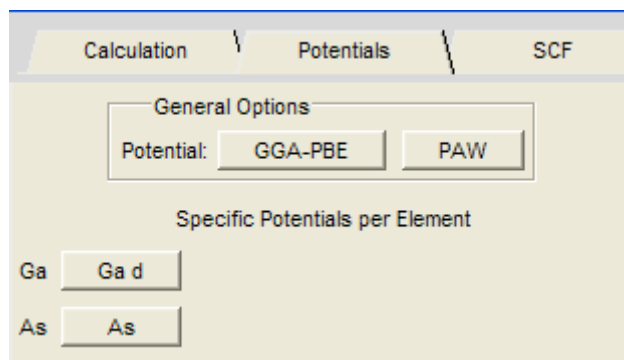 Calculation Potentials SCF
General Options
Potential: GGA-PBE PAW
Specific Potentials per Element
Ga Ga d
As As